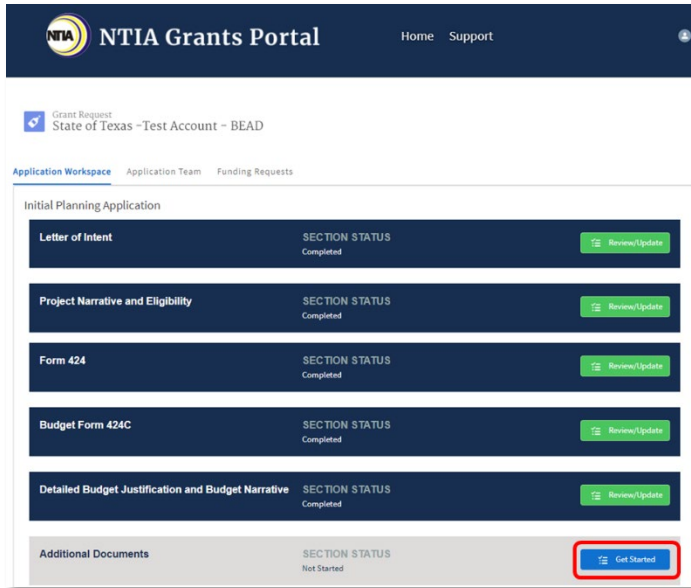 NTIA
NTIA Grants Portal
Home Support
Grant Request
State of Texas -Test Account - BEAD
Application Workspace Application Team Funding Requests
Initial Planning Application
Letter of Intent
SECTION STATUS
Completed
Review/Update
Project Narrative and Eligibility
SECTION STATUS
Completed
Review/Update
Form 424
SECTION STATUS
Completed
Review/Update
Budget Form 424C
SECTION STATUS
Completed
Review/Update
Detailed Budget Justification and Budget Narrative
SECTION STATUS
Completed
Review/Update
Additional Documents
SECTION STATUS
Not Started
Get Started